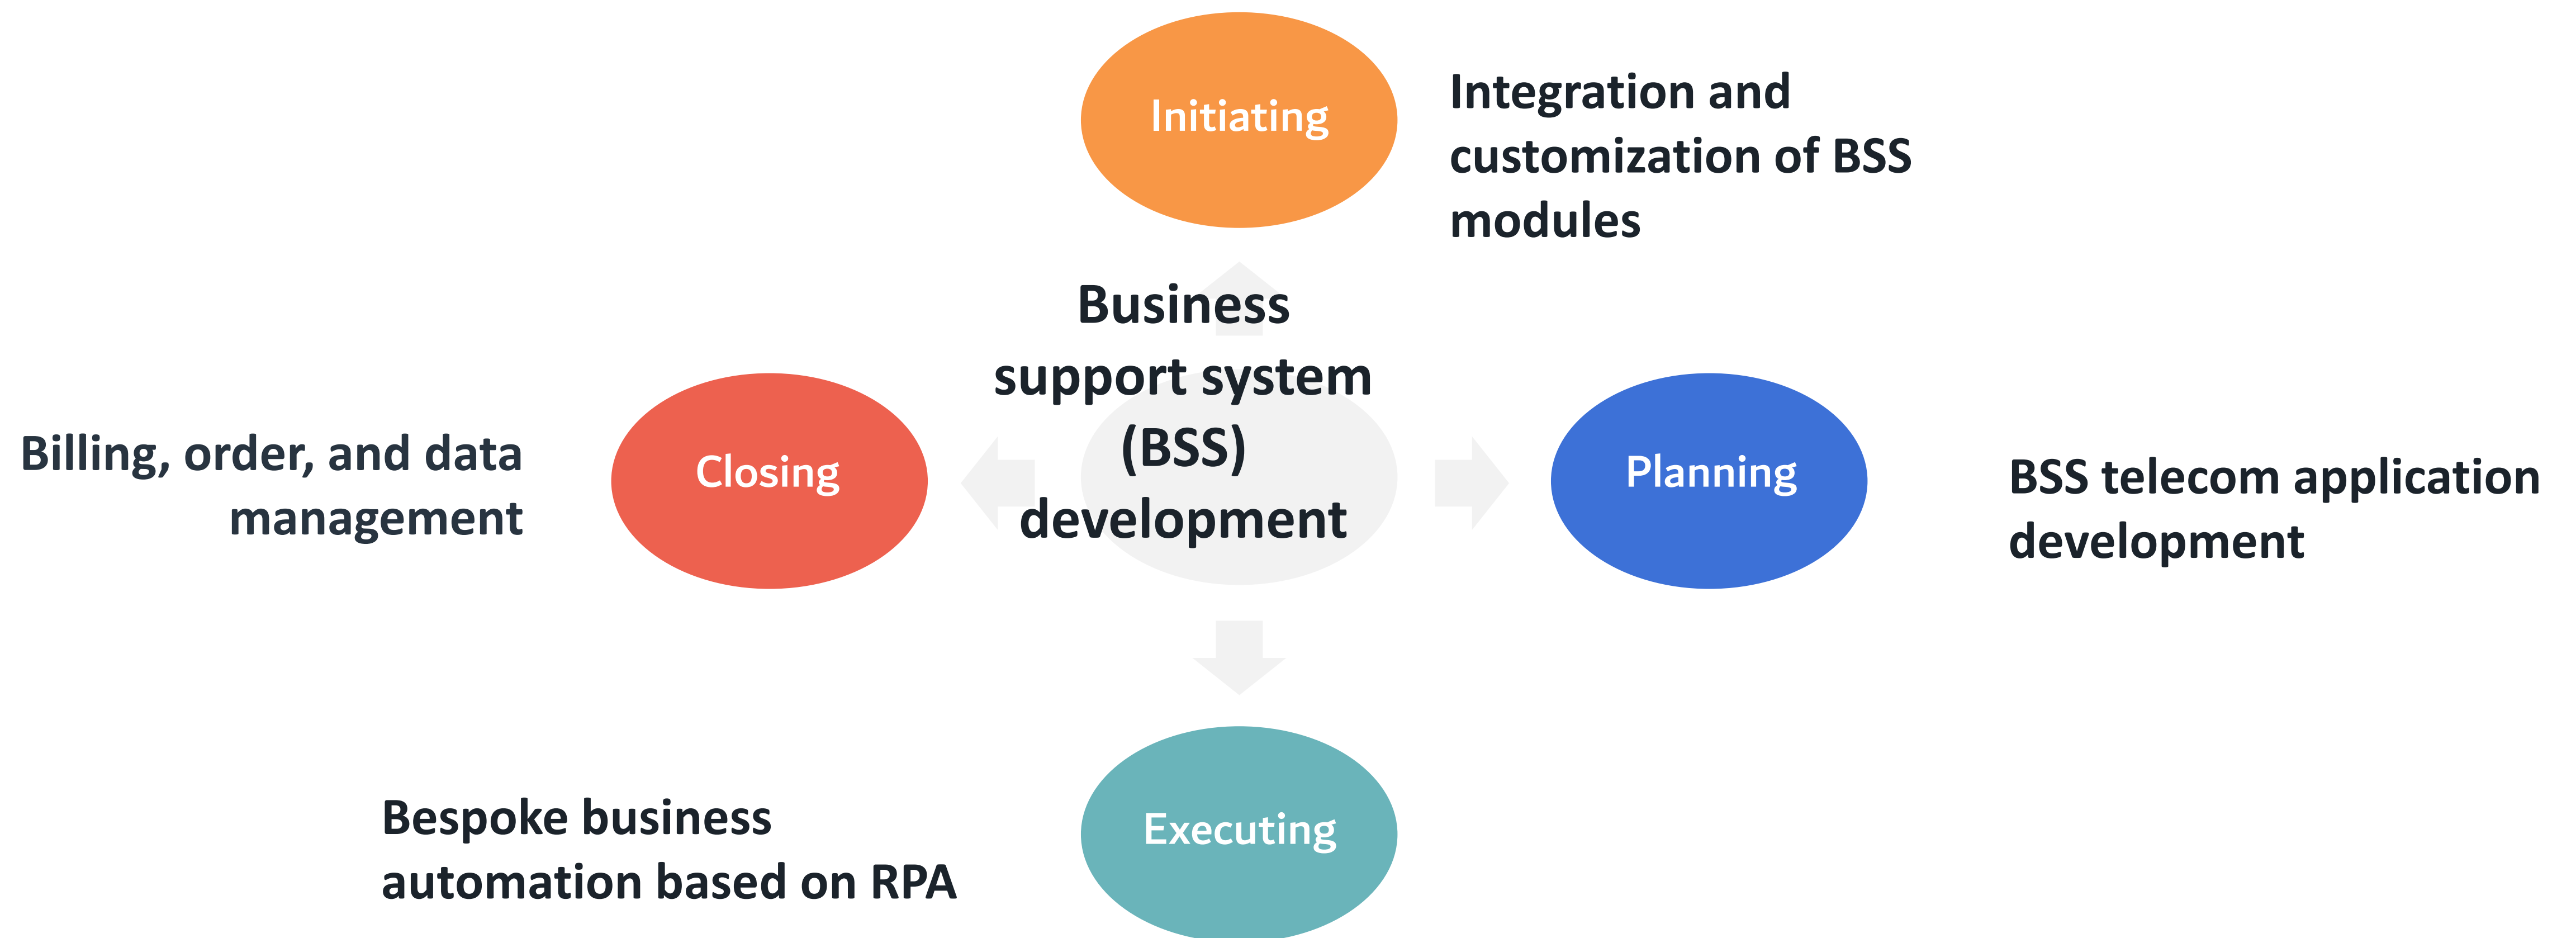 Initiating
Integration and
customization of BSS
modules
Business
support system
(BSS)
development
Closing
Billing, order, and data
management
Planning
BSS telecom application
development
Executing
Bespoke business
automation based on RPA